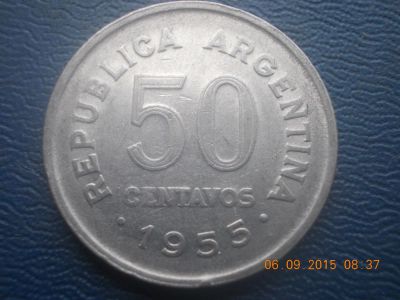 REPUBLICA ARGENTINA
50
CENTAVOS
· 1955 ·
06.09.2015 08:37